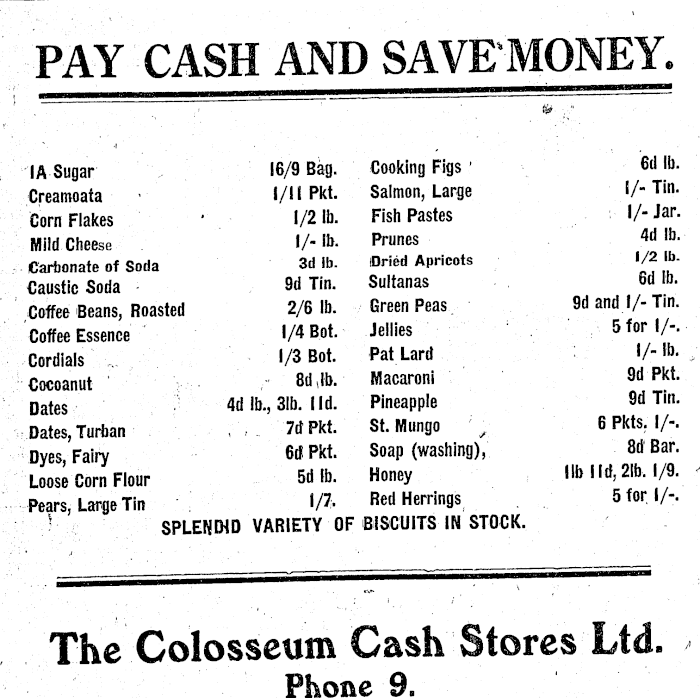 PAY CASH AND SAVE MONEY.
1A Sugar 16/9 Bag.
Creamoata 1/11 Pkt.
Corn Flakes 1/2 lb.
Mild Cheese 1/- lb.
Carbonate of Soda 3d lb.
Caustic Soda 9d Tin.
Coffee Beans, Roasted 2/6 lb.
Coffee Essence 1/4 Bot.
Cordials 1/3 Bot.
Cocoanut 8d lb.
Dates 4d lb., 3lb. 11d.
Dates, Turban 7d Pkt.
Dyes, Fairy 6d Pkt.
Loose Corn Flour 5d lb.
Pears, Large Tin 1/7.
Cooking Figs 6d lb.
Salmon, Large 1/- Tin.
Fish Pastes 1/- Jar.
Prunes 4d lb.
Dried Apricots 1/2 lb.
Sultanas 6d lb.
Green Peas 9d and 1/- Tin.
Jellies 5 for 1/-.
Pat Lard 1/- lb.
Macaroni 9d Pkt.
Pineapple 9d Tin.
St. Mungo 6 Pkts. 1/-.
Soap (washing), 8d Bar.
Honey 1lb 11d, 2lb. 1/9.
Red Herrings 5 for 1/-.
SPLENDID VARIETY OF BISCUITS IN STOCK.
The Colosseum Cash Stores Ltd.
Phone 9.